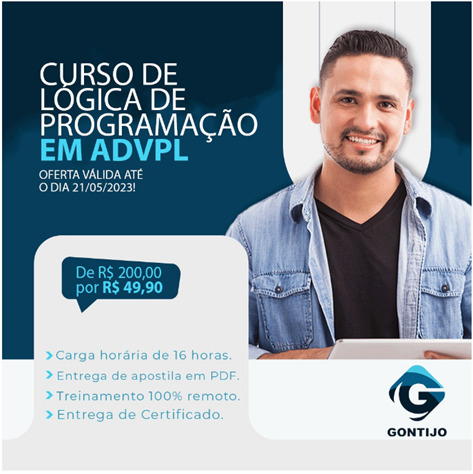 CURSO DE
LÓGICA DE
PROGRAMAÇÃO
EM ADVPL
OFERTA VÁLIDA ATÉ
O DIA 21/05/2023!
De R$ 200,00
por R$ 49,90
Carga horária de 16 horas.
Entrega de apostila em PDF.
Treinamento 100% remoto.
Entrega de Certificado.
GONTIJO